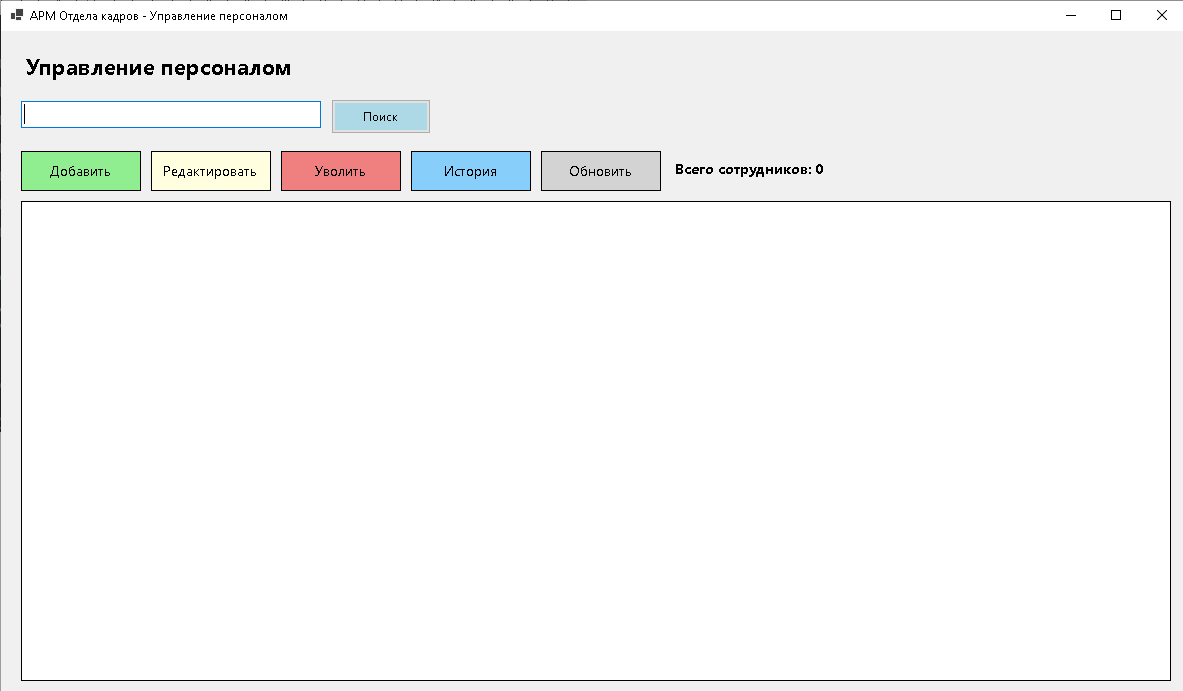 АРМ Отдела кадров - Управление персоналом
Управление персоналом
Поиск
Добавить Редактировать Уволить История Обновить Всего сотрудников: 0